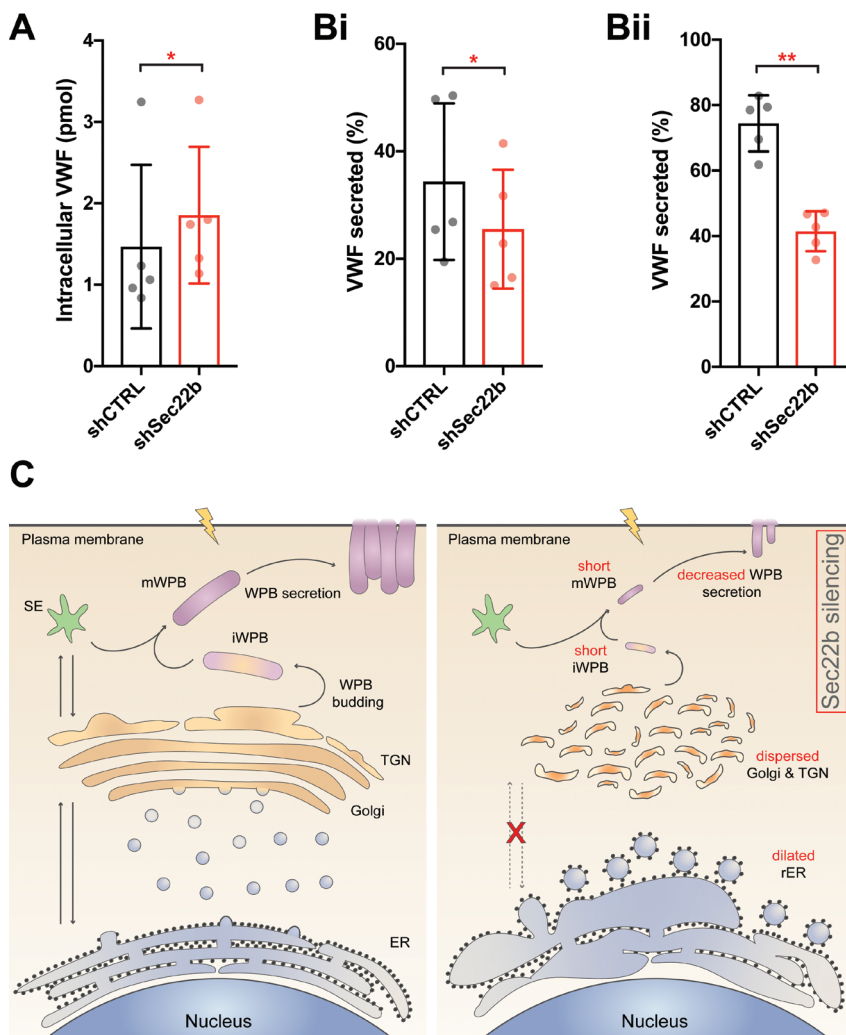 A
Intracellular VWF (pmol)
4
3
2
1
0
*
shCTRL
shSec22b
Bi
VWF secreted (%)
60
40
20
0
*
shCTRL
shSec22b
Bii
VWF secreted (%)
100
80
60
40
20
0
**
shCTRL
shSec22b
C
Plasma membrane
SE
mWPB
WPB secretion
iWPB
WPB
budding
TGN
Golgi
ER
Nucleus
Plasma membrane
short
mWPB
decreased WPB
secretion
short
iWPB
dispersed
Golgi & TGN
X
dilated
rER
Nucleus
Sec22b silencing